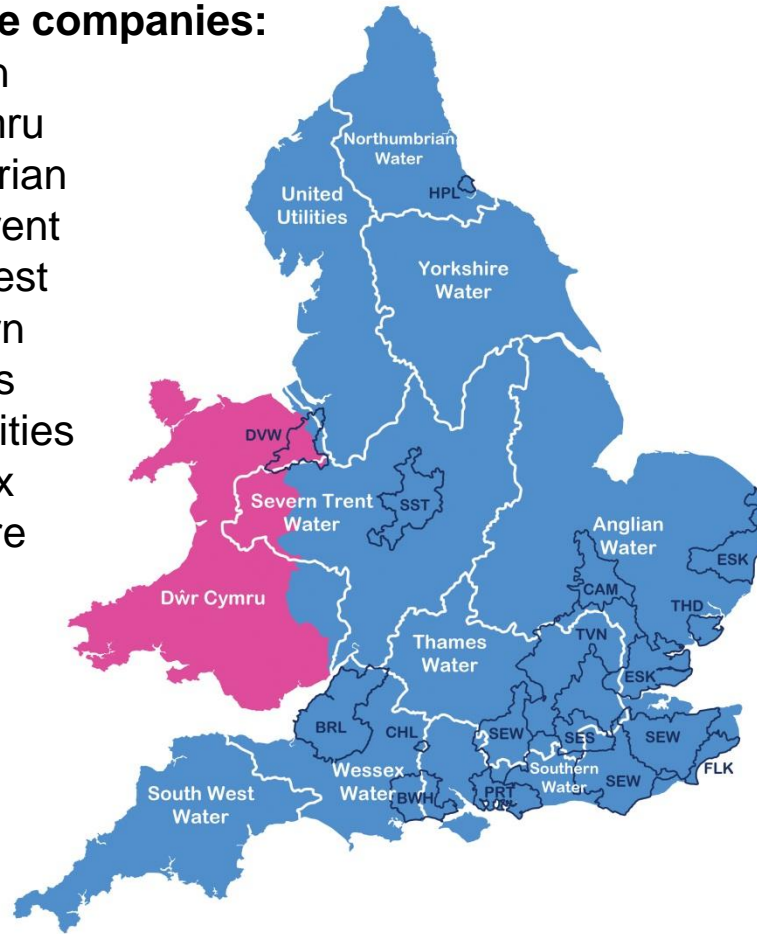 e companies:
n
nru
rian
ent
est
rn
s
ities
x
re
Northumbrian
Water
HPL
United
Utilities
Yorkshire
Water
DVW
Severn Trent
Water
SST
Anglian
Water
ESK
CAM
THD
Dŵr Cymru
TVN
Thames
Water
ESK
BRL
CHL
SEW
SES
SEW
FLK
Wessex
Water
Southern
Water
SEW
South West
Water
BWH
PRT